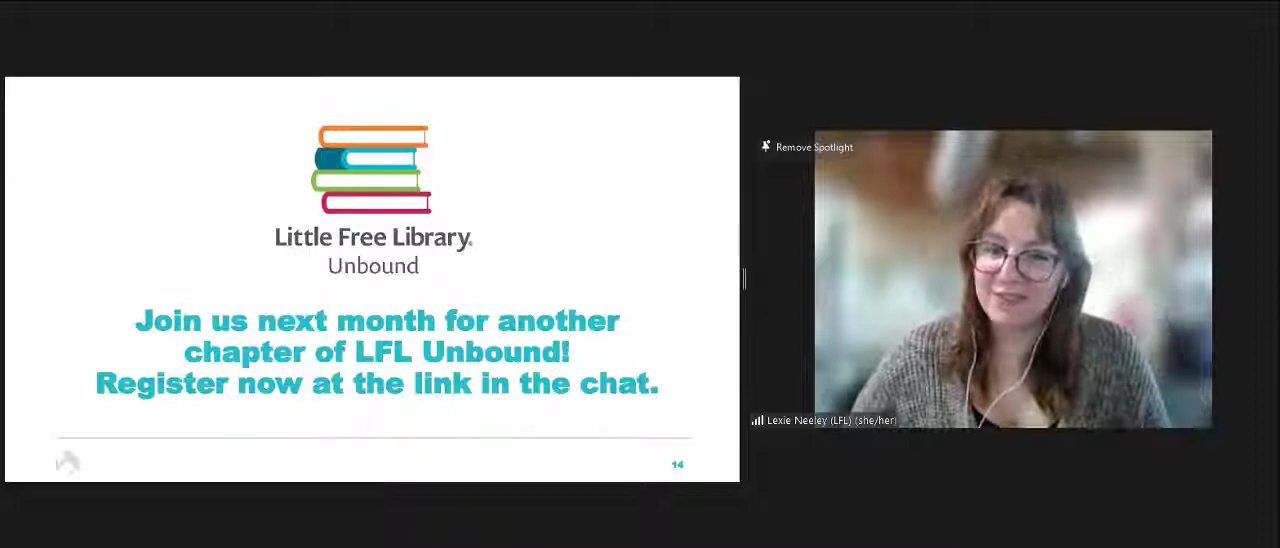 Little Free Library®
Unbound
Join us next month for another
chapter of LFL Unbound!
Register now at the link in the chat.
14
Remove Spotlight
Lexie Neeley (LFL) (she/her)